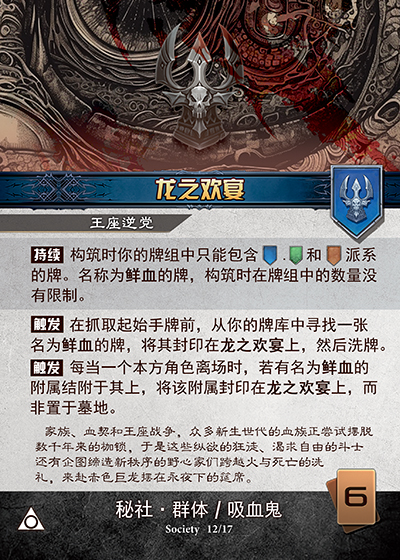 龙之欢宴
王座逆党
持续 构筑时你的牌组中只能包含 . 和 派系
的牌。名称为鲜血的牌，构筑时在牌组中的数量没
有限制。
触发 在抓取起始手牌前，从你的牌库中寻找一张
名为鲜血的牌，将其封印在龙之欢宴上，然后洗牌。
触发 每当一个本方角色离场时，若有名为鲜血的
附属结附于其上，将该附属封印在龙之欢宴上，而
非置于墓地。
家族、血契和王座战争，众多新生世代的血族正尝试摆脱
数千年来的枷锁，于是这些纵欲的狂徒、渴求自由的斗士
还有企图缔造新秩序的野心家们跨越火与死亡的洗
礼，来赴赤色巨龙摆在永夜下的筵席。
6
秘社·群体 / 吸血鬼
Society 12/17